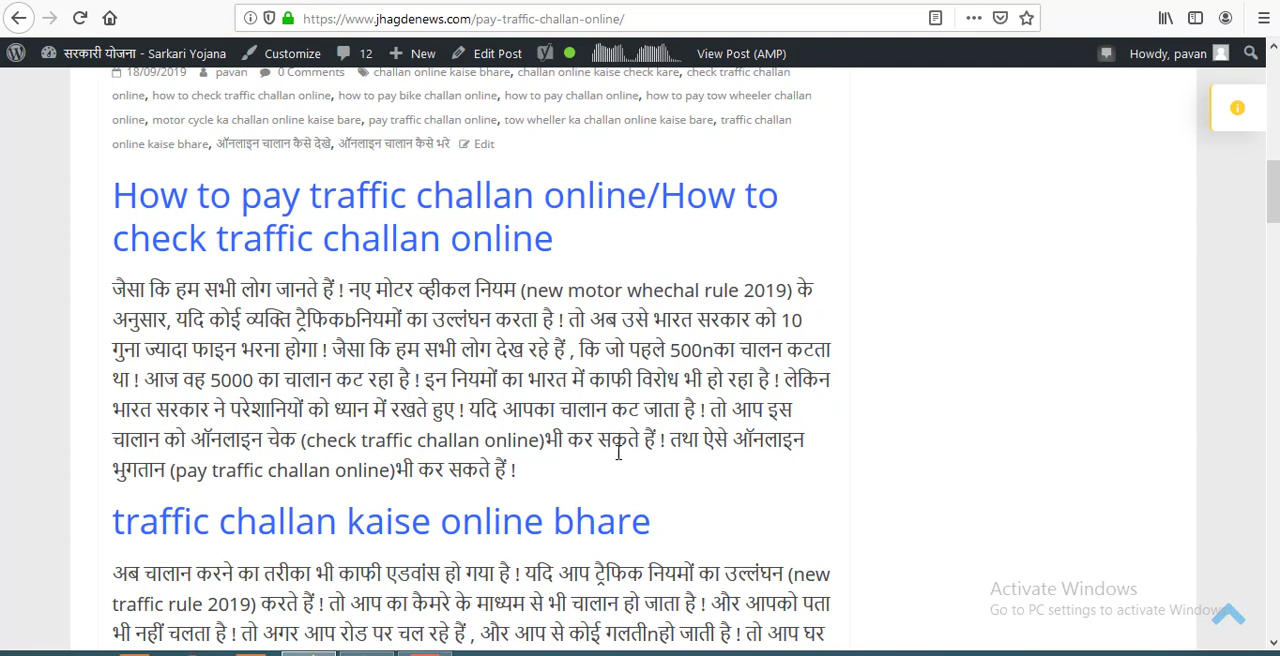 https://www.jhagdenews.com/pay-traffic-challan-online/
सरकारी योजना - Sarkari Yojana Customize 12 New Edit Post View Post (AMP) Howdy, pavan
18/09/2019 pavan 0 Comments challan online kaise bhare, challan online kaise check kare, check traffic challan
online, how to check traffic challan online, how to pay bike challan online, how to pay challan online, how to pay tow wheeler challan
online, motor cycle ka challan online kaise bare, pay traffic challan online, tow wheller ka challan online kaise bare, traffic challan
online kaise bhare, ऑनलाइन चालान कैसे देखे, ऑनलाइन चालान कैसे भरे Edit
How to pay traffic challan online/How to
check traffic challan online
जैसा कि हम सभी लोग जानते हैं ! नए मोटर व्हीकल नियम (new motor whechal rule 2019) के
अनुसार, यदि कोई व्यक्ति ट्रैफिकbनियमों का उल्लंघन करता है ! तो अब उसे भारत सरकार को 10
गुना ज्यादा फाइन भरना होगा ! जैसा कि हम सभी लोग देख रहे हैं , कि जो पहले 500nका चालन कटता
था ! आज वह 5000 का चालान कट रहा है ! इन नियमों का भारत में काफी विरोध भी हो रहा है ! लेकिन
भारत सरकार ने परेशानियों को ध्यान में रखते हुए ! यदि आपका चालान कट जाता है ! तो आप इस
चालान को ऑनलाइन चेक (check traffic challan online)भी कर सकते हैं ! तथा ऐसे ऑनलाइन
भुगतान (pay traffic challan online)भी कर सकते हैं !
traffic challan kaise online bhare
अब चालान करने का तरीका भी काफी एडवांस हो गया है ! यदि आप ट्रैफिक नियमों का उल्लंघन (new
traffic rule 2019) करते हैं ! तो आप का कैमरे के माध्यम से भी चालान हो जाता है ! और आपको पता
भी नहीं चलता है ! तो अगर आप रोड पर चल रहे हैं , और आप से कोई गलतीnहो जाती है ! तो आप घर
Activate Windows
Go to PC settings to activate Windows